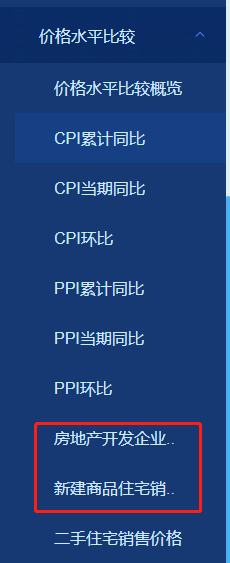 价格水平比较
价格水平比较概览
CPI累计同比
CPI当期同比
CPI环比
PPI累计同比
PPI当期同比
PPI环比
房地产开发企业..
新建商品住宅销..
二手住宅销售价格